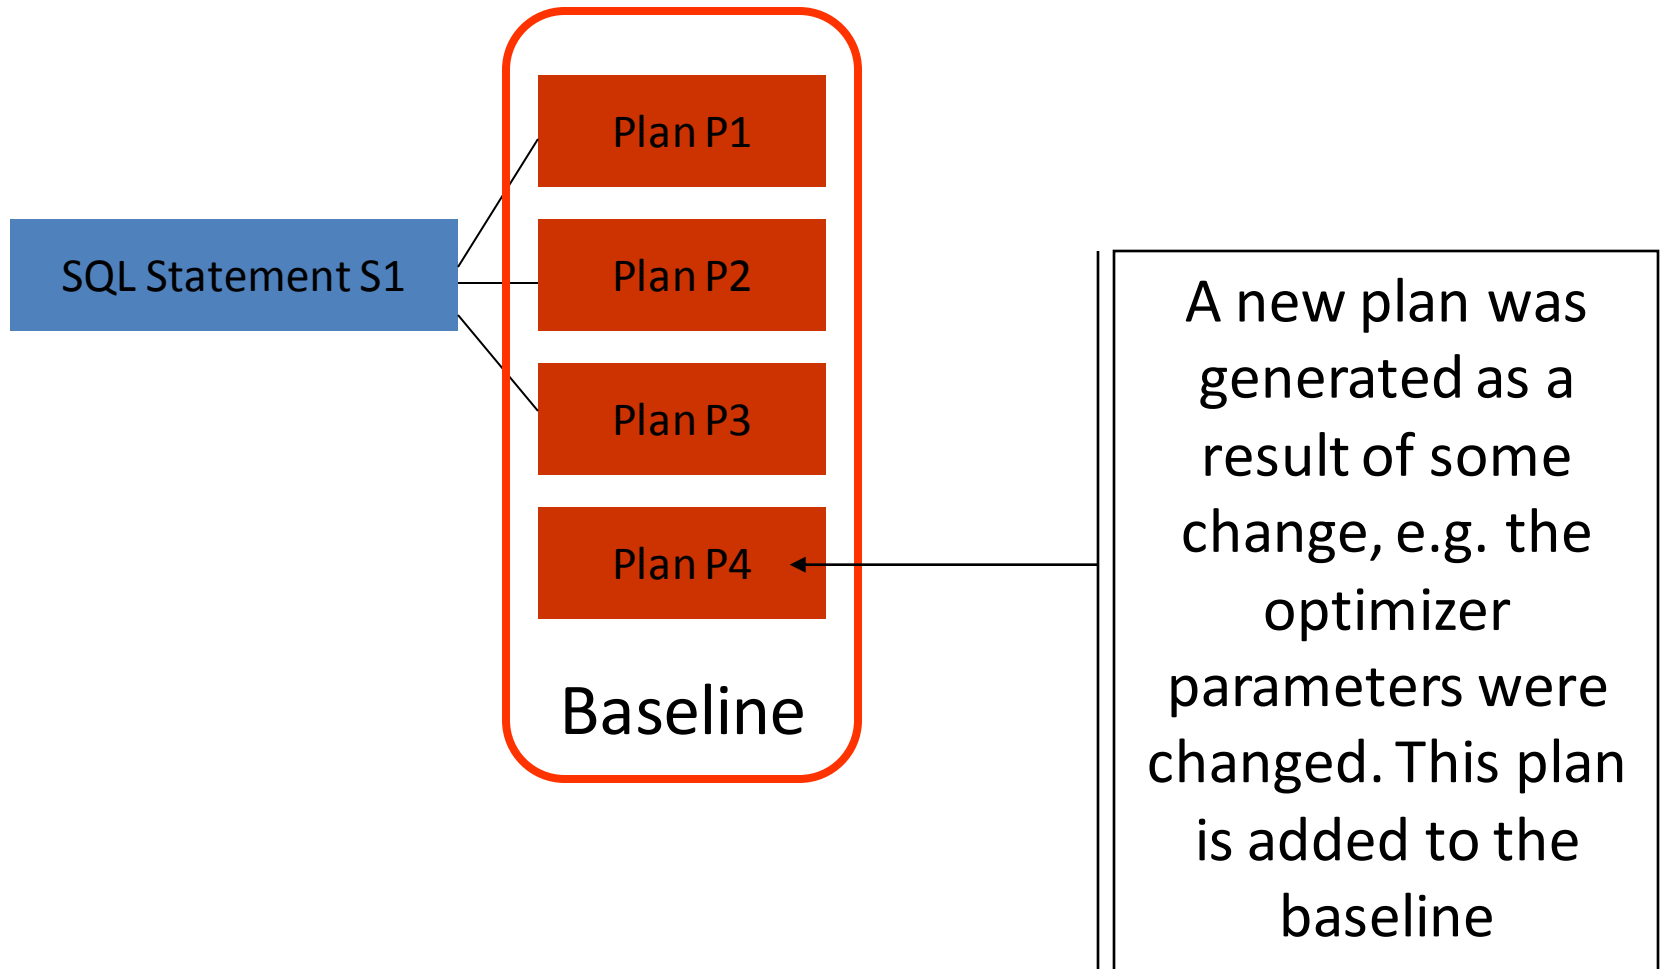 Plan P1
SQL Statement S1
Plan P2
Plan P3
Plan P4
Baseline
A new plan was
generated as a
result of some
change, e.g. the
optimizer
parameters were
changed. This plan
is added to the
baseline